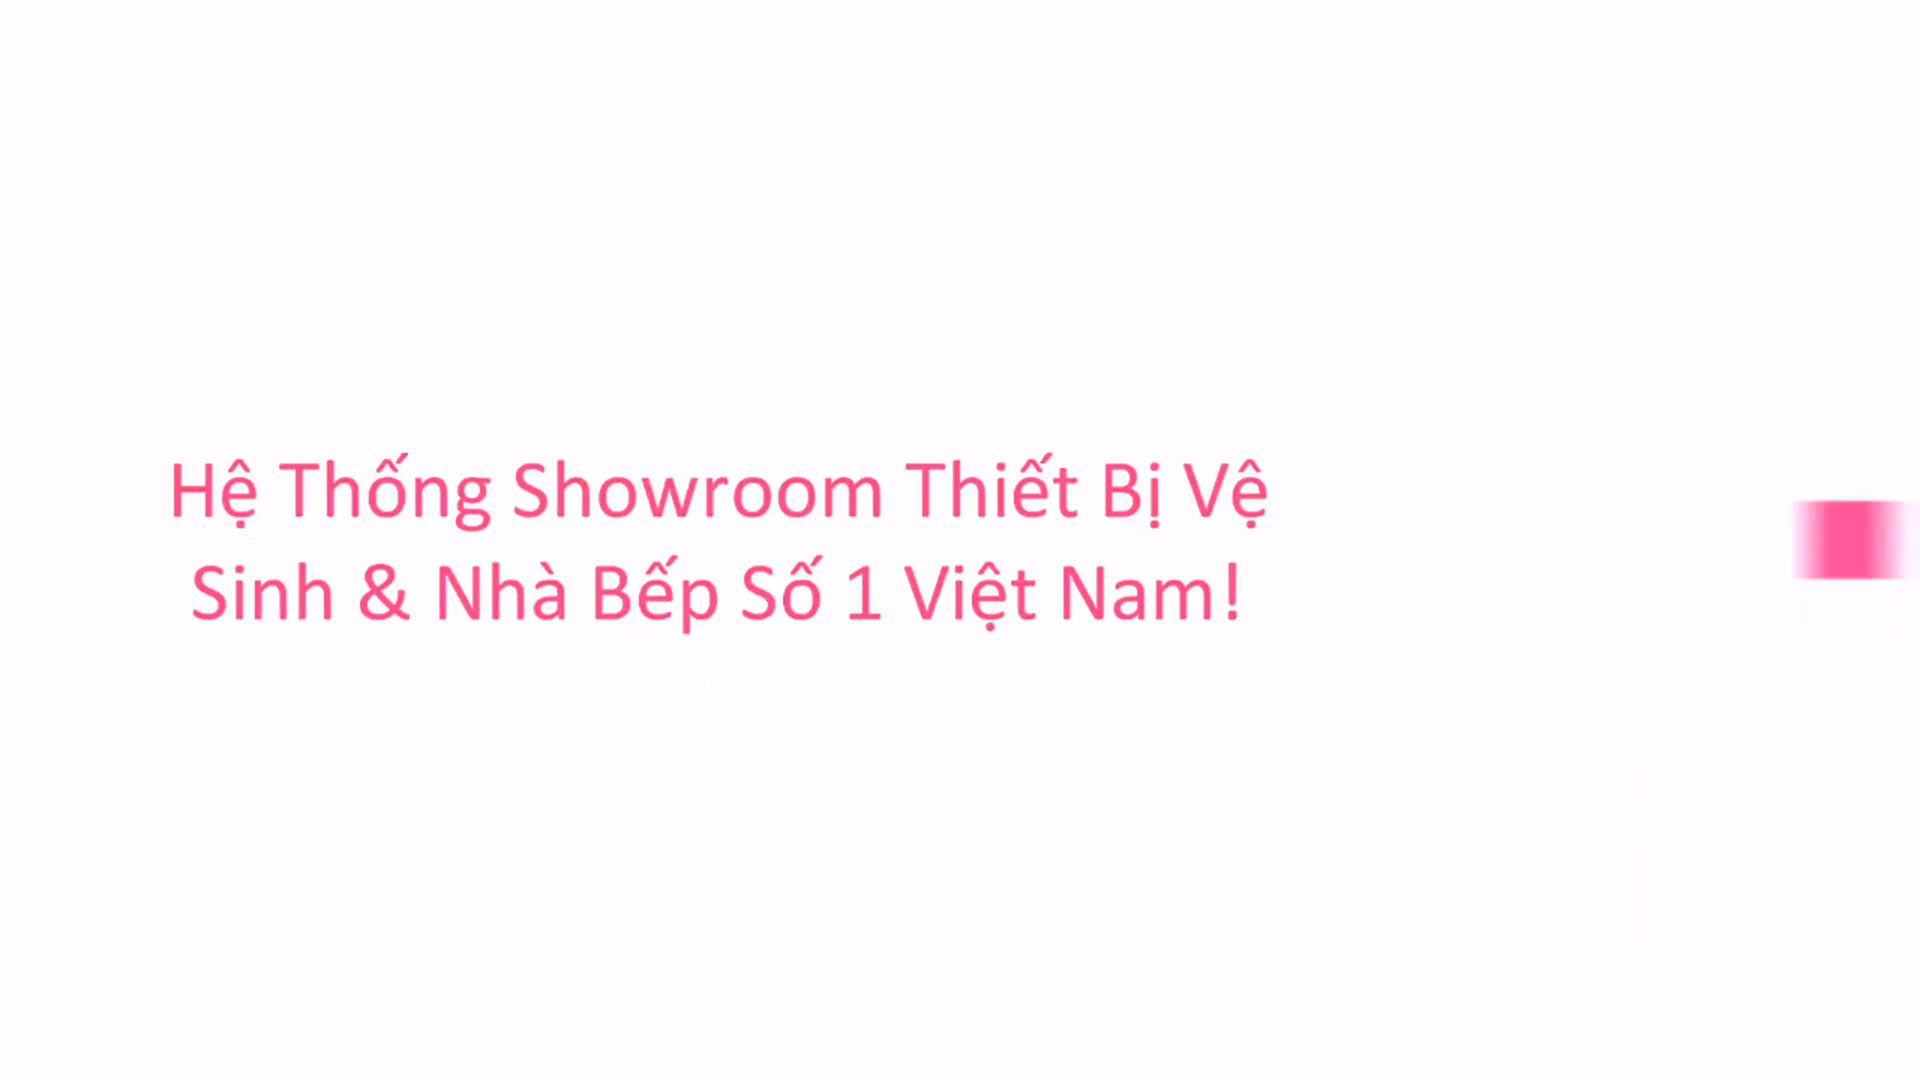 Hệ Thống Showroom Thiết Bị Vệ
Sinh & Nhà Bếp Số 1 Việt Nam!